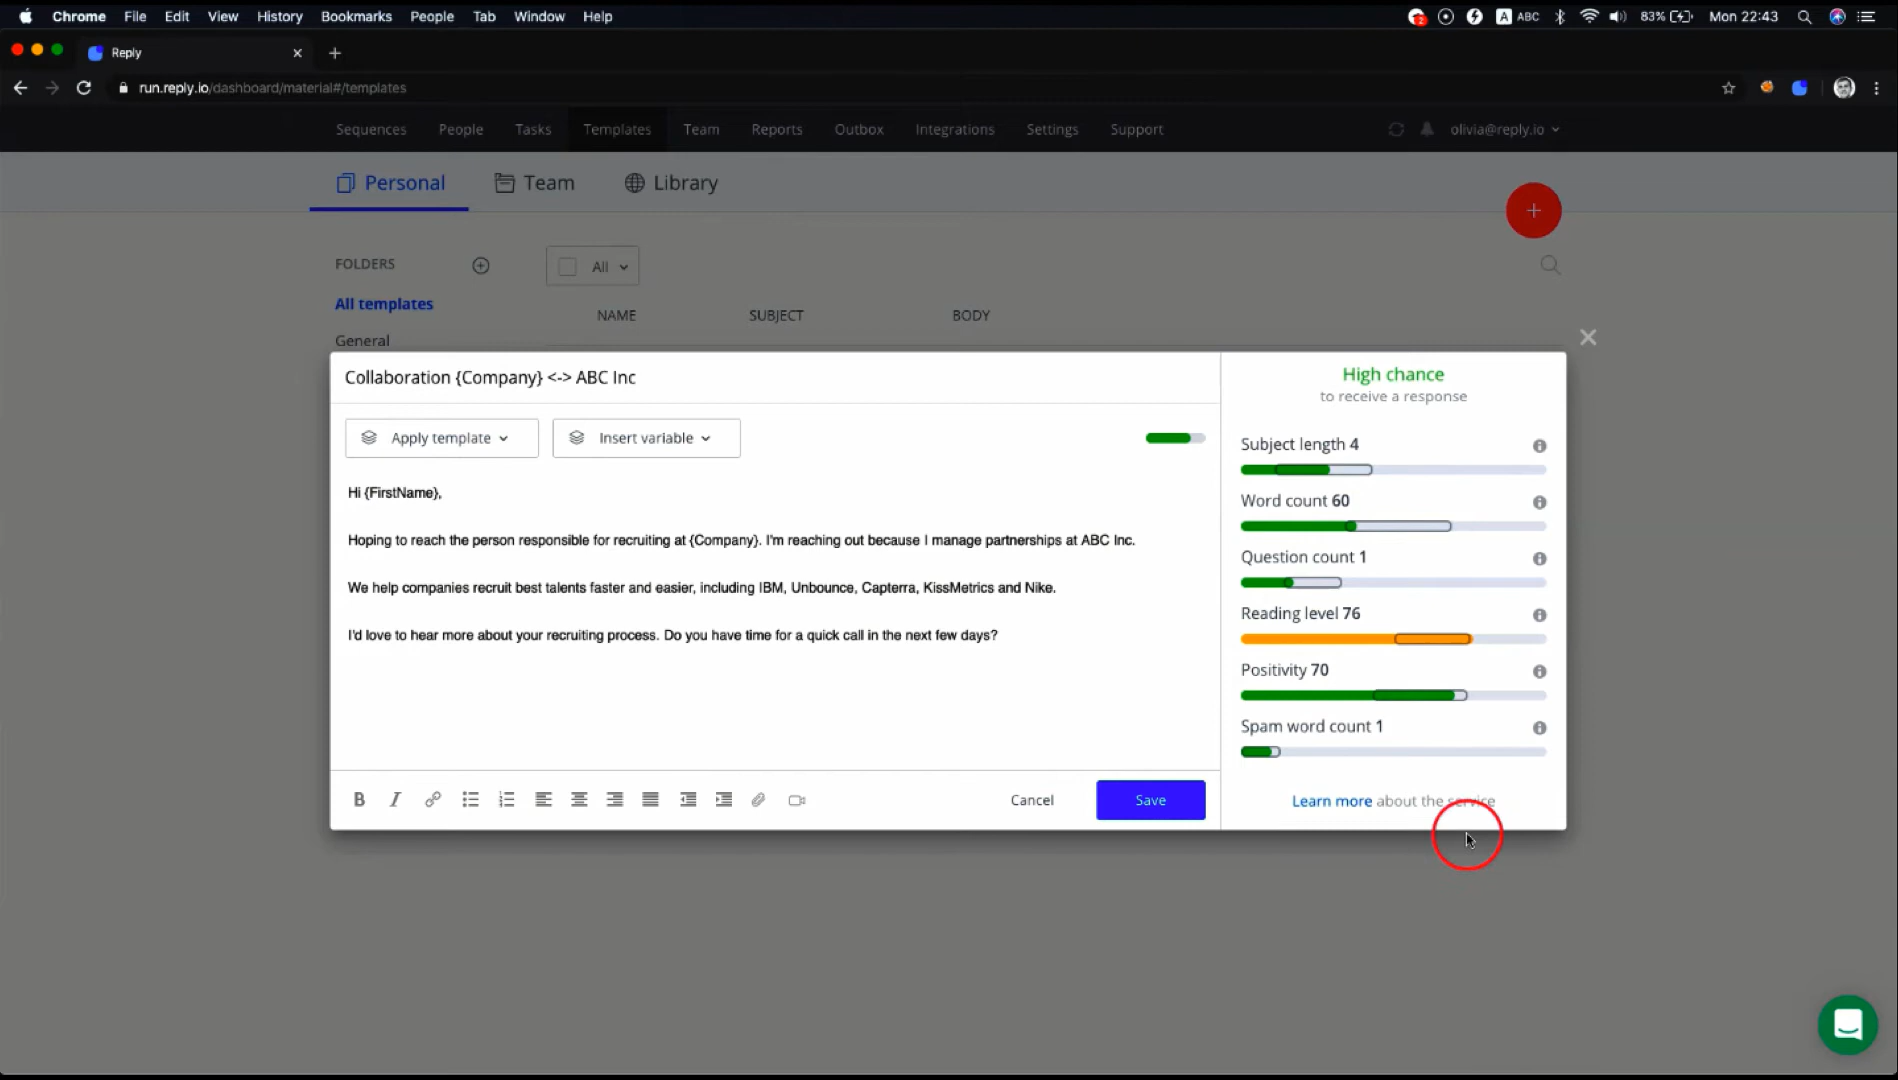 Chrome File Edit View History Bookmarks People Tab Window Help
2 A ABC 83% Mon 22:43
Reply
run.reply.io/dashboard/material#/templates
Sequences People Tasks Templates Team Reports Outbox Integrations Settings Support olivia@reply.io
Personal Team Library
FOLDERS
All
All templates
NAME SUBJECT BODY
General
Collaboration {Company} <-> ABC Inc
Apply template Insert variable
Hi {FirstName},
Hoping to reach the person responsible for recruiting at {Company}. I'm reaching out because I manage partnerships at ABC Inc.
We help companies recruit best talents faster and easier, including IBM, Unbounce, Capterra, KissMetrics and Nike.
I'd love to hear more about your recruiting process. Do you have time for a quick call in the next few days?
B I
Cancel Save
High chance
to receive a response
Subject length 4
Word count 60
Question count 1
Reading level 76
Positivity 70
Spam word count 1
Learn more about the service